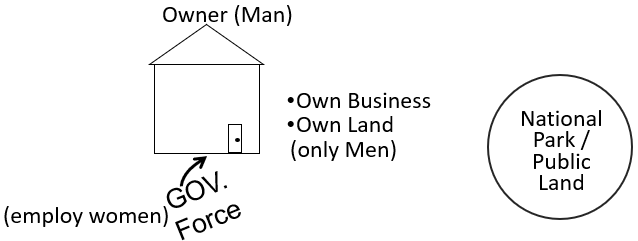 Owner (Man)
•Own Business
•Own Land
(only Men)
National
Park /
Public
Land
GOV.
Force
(employ women)